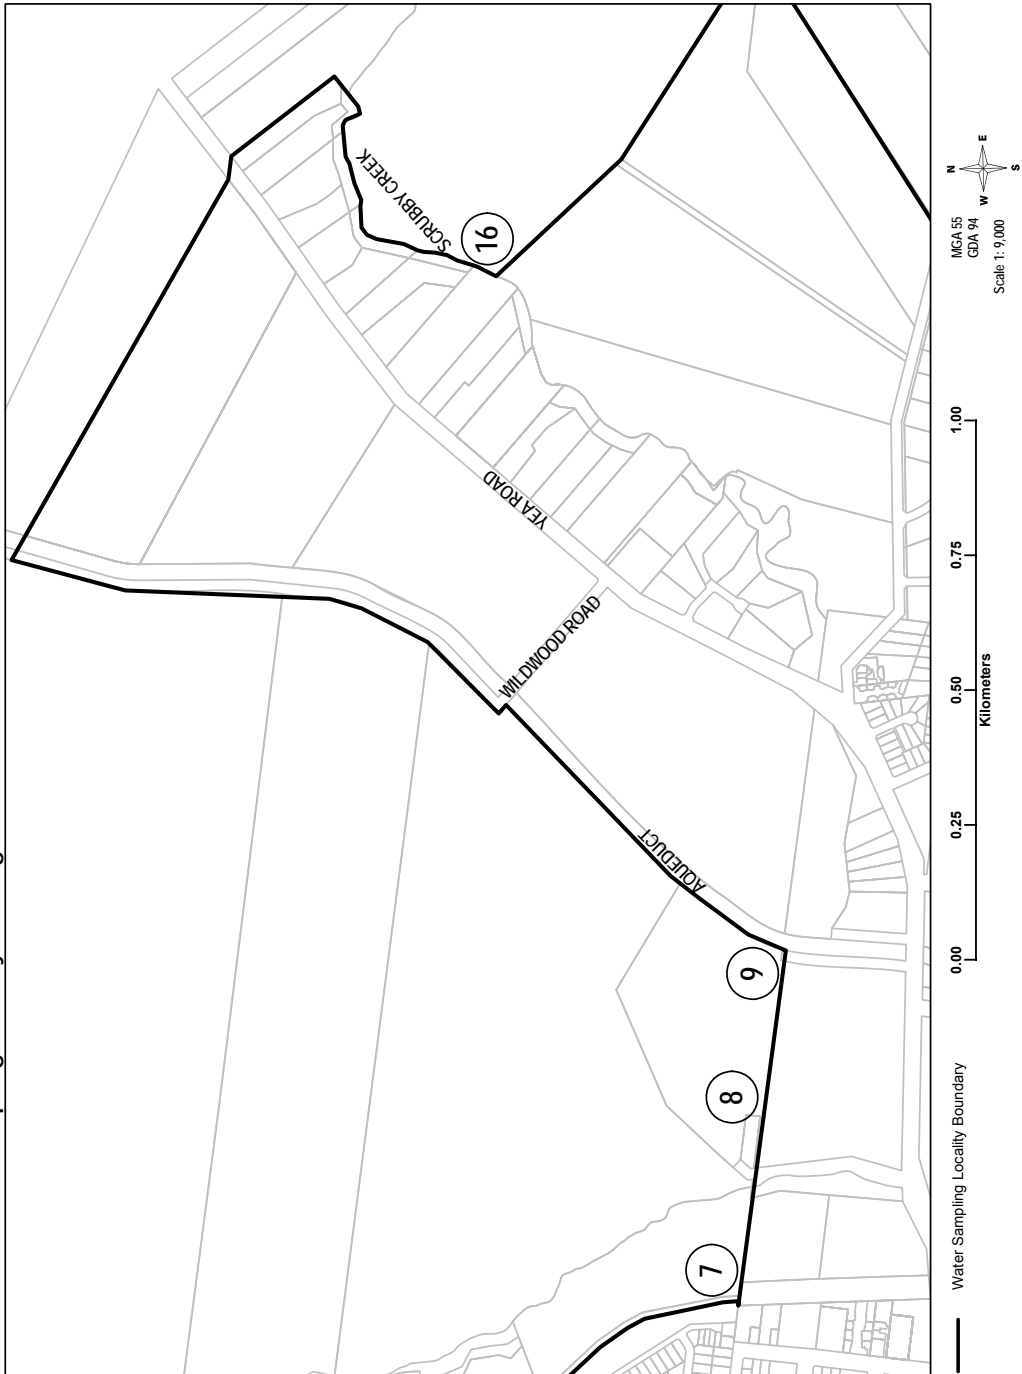 SCRUBBY CREEK
16
YEA ROAD
WILDWOOD ROAD
AQUEDUCT
9
8
7
Water Sampling Locality Boundary
0.00 0.25 0.50 0.75 1.00
Kilometers
MGA 55
GDA 94
Scale 1: 9,000
N
W E
S